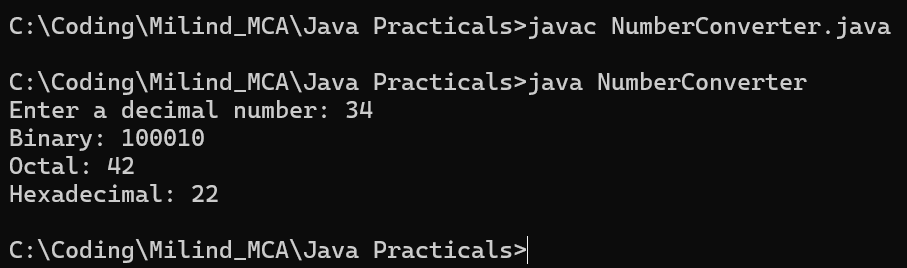 C:\Coding\Milind_MCA\Java Practicals>javac NumberConverter.java
C:\Coding\Milind_MCA\Java Practicals>java NumberConverter
Enter a decimal number: 34
Binary: 100010
Octal: 42
Hexadecimal: 22
C:\Coding\Milind_MCA\Java Practicals>